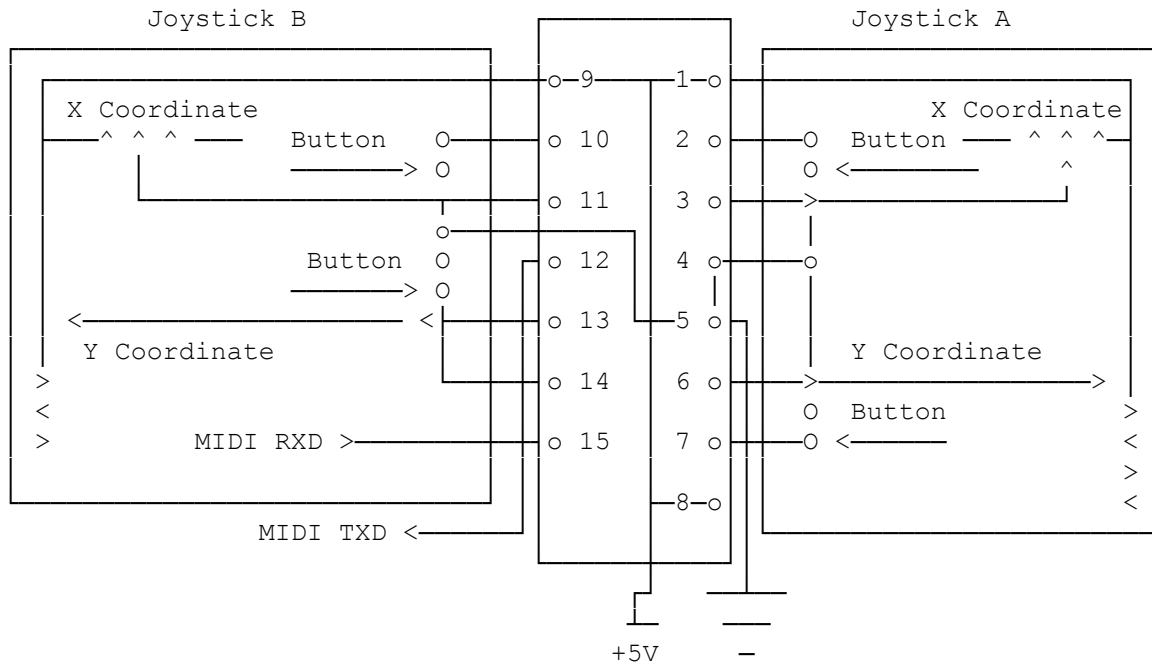 Joystick B Joystick A
9 1
X Coordinate X Coordinate
Button O 10 2 O Button
O O
11 3
Button O 12 4
O
13 5
Y Coordinate Y Coordinate
14 6
O Button
MIDI RXD 15 7 O
8
MIDI TXD
+5V